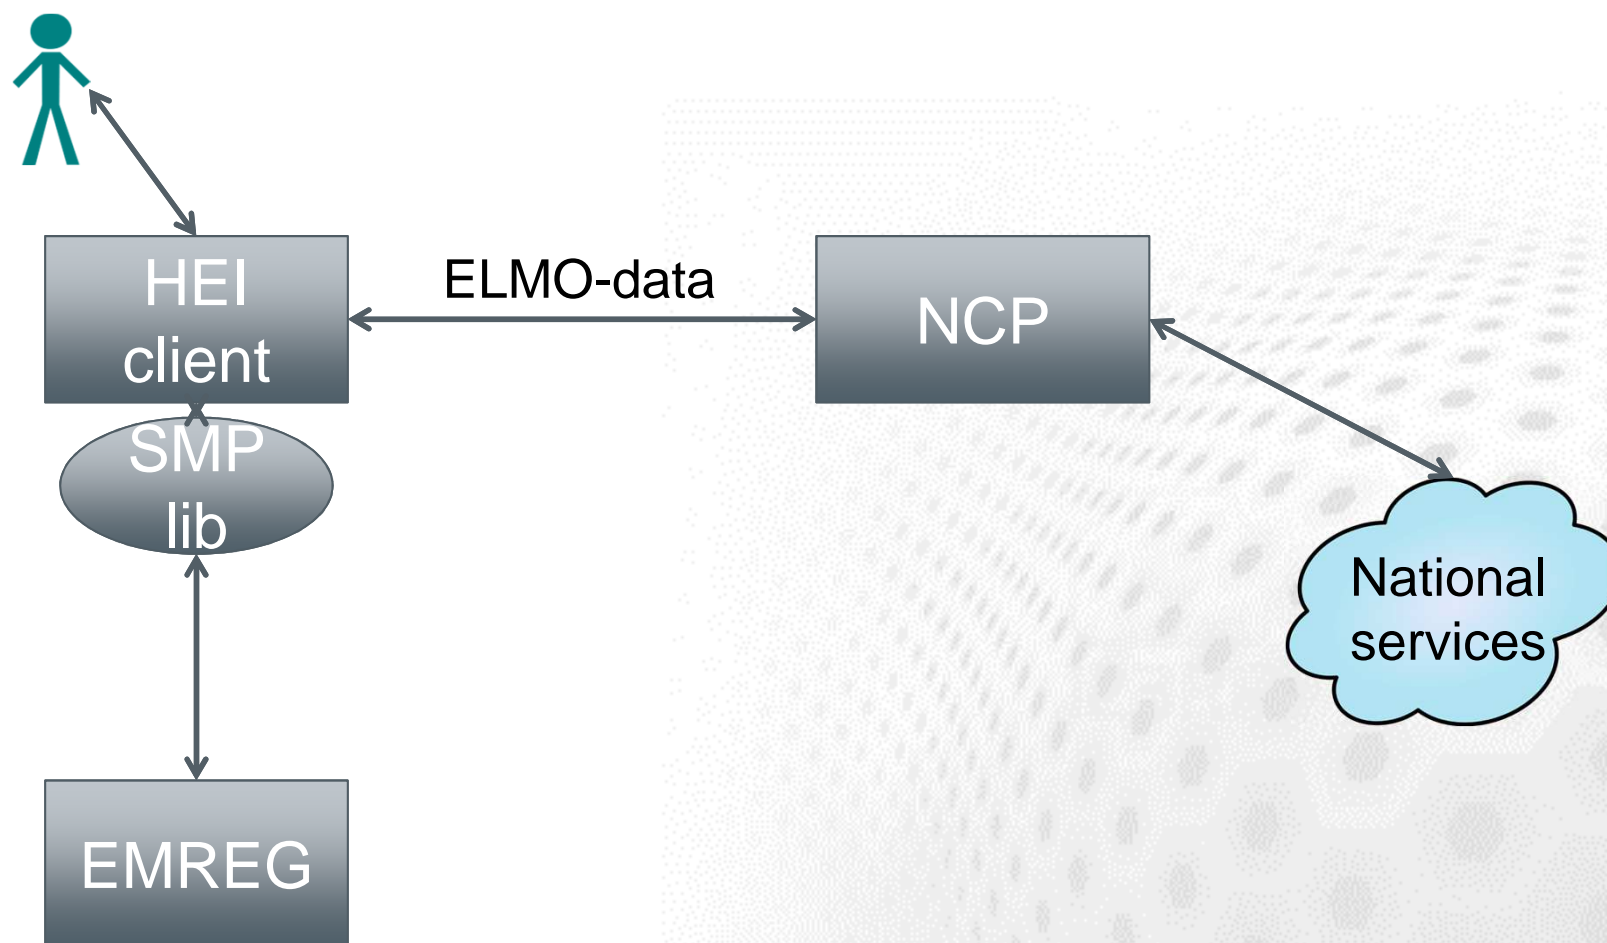 HEI
client
ELMO-data
NCP
SMP
lib
National
services
EMREG